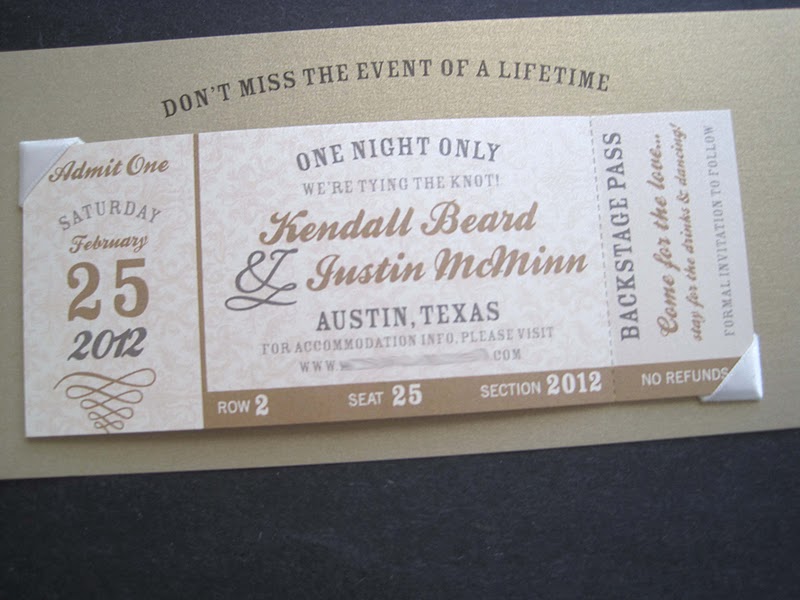 DON'T MISS THE EVENT OF A LIFETIME
Admit One
SATURDAY
February
25
2012
ONE NIGHT ONLY
WE'RE TYING THE KNOT!
Kendall Beard
& Justin McMinn
AUSTIN, TEXAS
FOR ACCOMMODATION INFO, PLEASE VISIT
WWW. .COM
ROW 2 SEAT 25 SECTION 2012 NO REFUNDS
BACKSTAGE PASS
Come for the love...
stay for the drinks & dancing!
FORMAL INVITATION TO FOLLOW